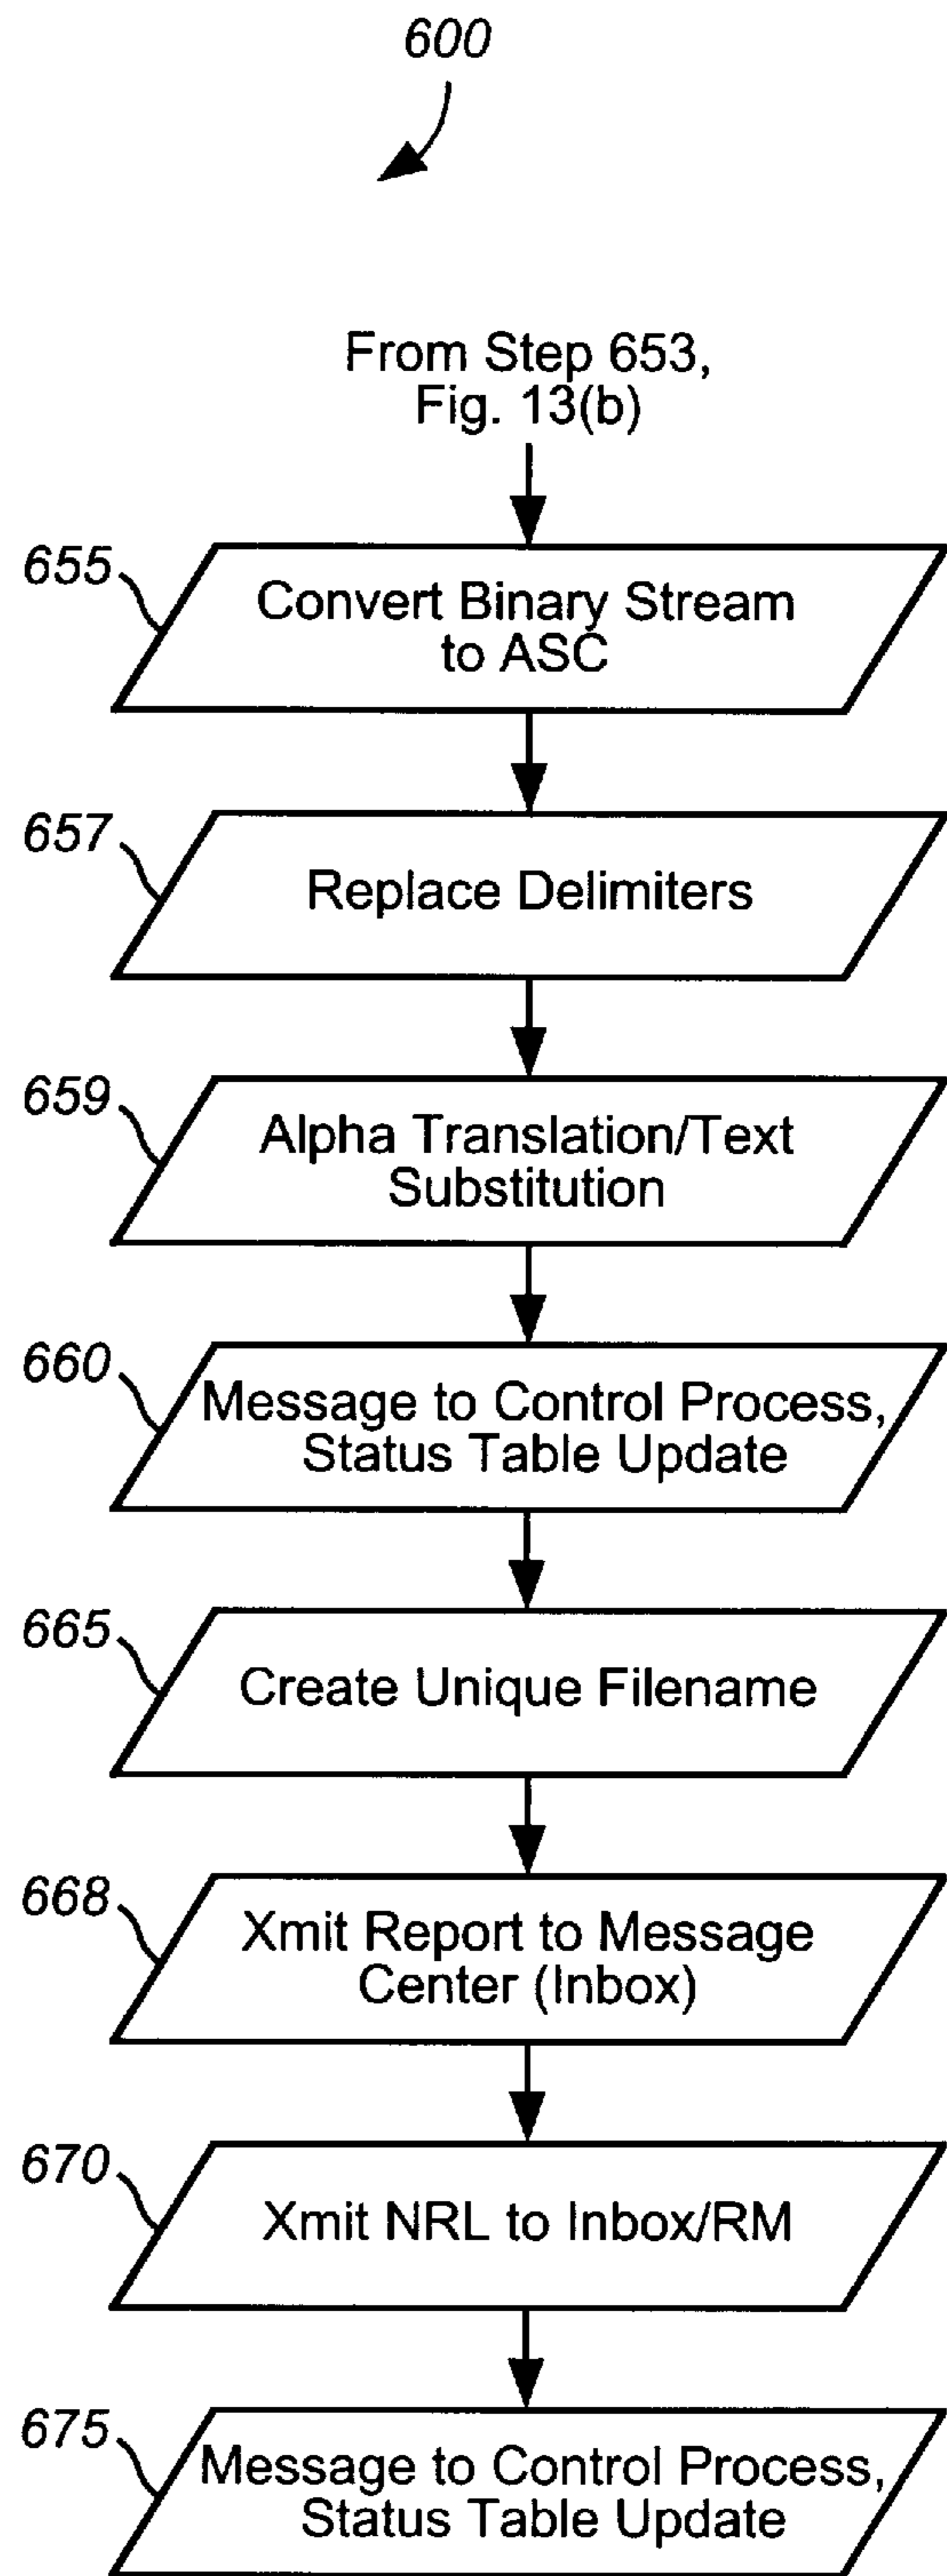 600
From Step 653,
Fig. 13(b)
655
Convert Binary Stream
to ASC
657
Replace Delimiters
659
Alpha Translation/Text
Substitution
660
Message to Control Process,
Status Table Update
665
Create Unique Filename
668
Xmit Report to Message
Center (Inbox)
670
Xmit NRL to Inbox/RM
675
Message to Control Process,
Status Table Update